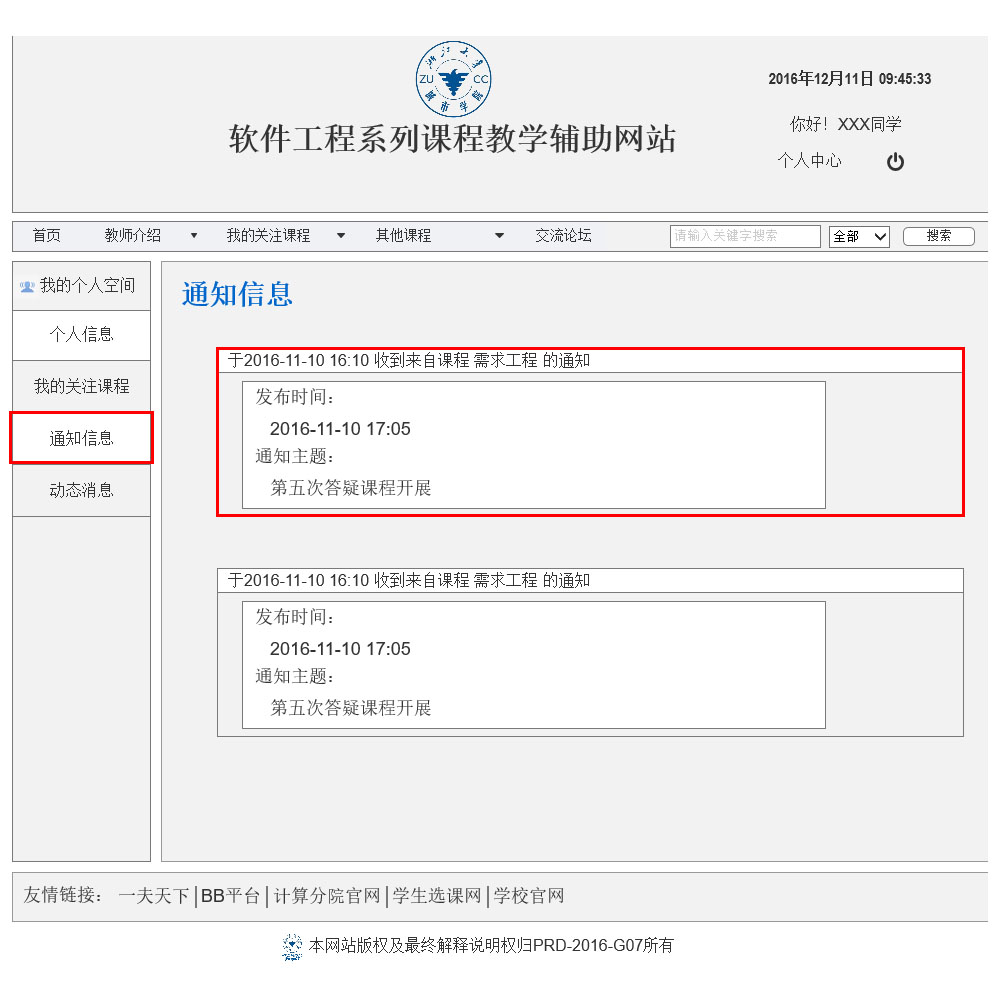 浙江大学
ZU CC
城市学院
2016年12月11日 09:45:33
软件工程系列课程教学辅助网站
你好！XXX同学
个人中心
首页 教师介绍 我的关注课程 其他课程 交流论坛 请输入关键字搜索 全部 搜索
我的个人空间
个人信息
我的关注课程
通知信息
动态消息
通知信息
于2016-11-10 16:10 收到来自课程 需求工程 的通知
发布时间：
2016-11-10 17:05
通知主题：
第五次答疑课程开展
于2016-11-10 16:10 收到来自课程 需求工程 的通知
发布时间：
2016-11-10 17:05
通知主题：
第五次答疑课程开展
友情链接： 一夫天下|BB平台|计算分院官网|学生选课网|学校官网
本网站版权及最终解释说明权归PRD-2016-G07所有